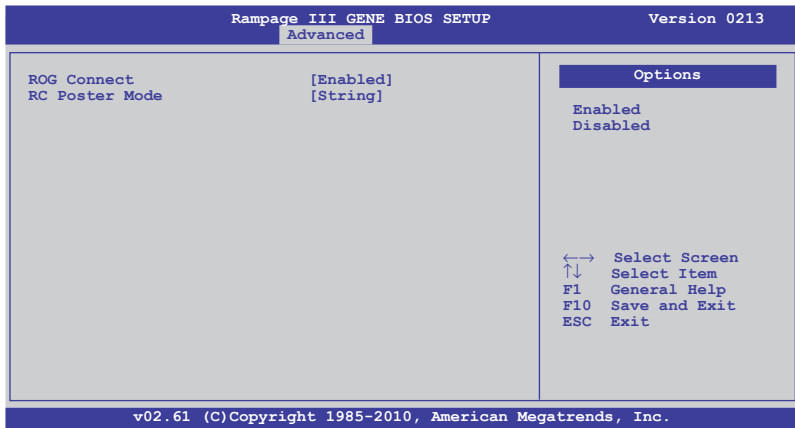 Rampage III GENE BIOS SETUP Version 0213
Advanced
ROG Connect [Enabled]
RC Poster Mode [String]
Options
Enabled
Disabled
←→ Select Screen
↑↓ Select Item
F1 General Help
F10 Save and Exit
ESC Exit
v02.61 (C)Copyright 1985-2010, American Megatrends, Inc.